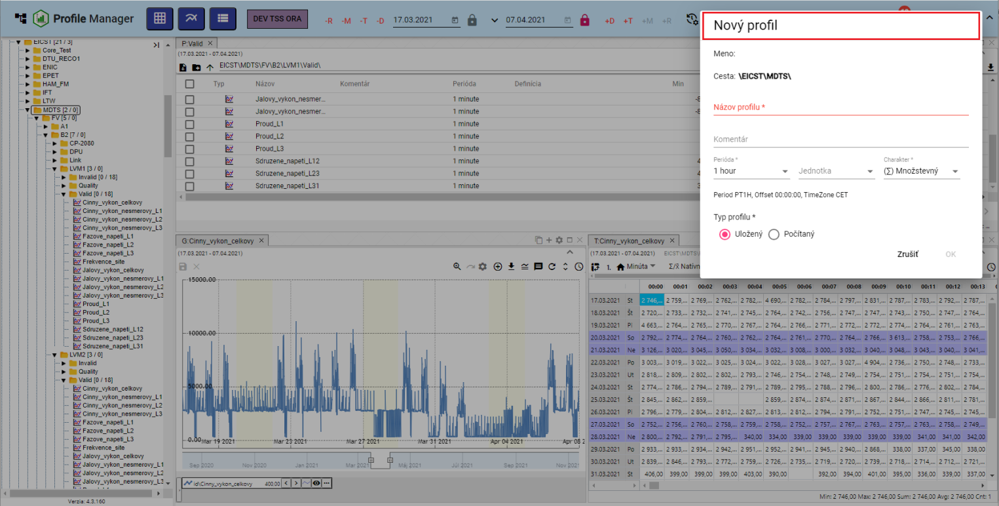 Profile Manager
DEV TSS ORA
-R -M -T -D 17.03.2021 07.04.2021 +D +T +M +R
EICST [21 / 3]
Core_Test
DTU_RECO1
ENIC
EPET
HAM_FM
IFT
LTW
MDTS [2 / 0]
FV [5 / 0]
A1
B2 [7 / 0]
CP-2080
DPU
Link
LVM1 [3 / 0]
Invalid [0 / 18]
Quality
Valid [0 / 18]
Cinny_vykon_celkovy
Cinny_vykon_nesmerovy_L1
Cinny_vykon_nesmerovy_L2
Cinny_vykon_nesmerovy_L3
Fazove_napeti_L1
Fazove_napeti_L2
Fazove_napeti_L3
Frekvence_site
Jalovy_vykon_celkovy
Jalovy_vykon_nesmerovy_L1
Jalovy_vykon_nesmerovy_L2
Jalovy_vykon_nesmerovy_L3
Proud_L1
Proud_L2
Proud_L3
Sdruzene_napeti_L12
Sdruzene_napeti_L23
Sdruzene_napeti_L31
LVM2 [3 / 0]
Invalid
Quality
Valid [0 / 18]
Cinny_vykon_celkovy
Cinny_vykon_nesmerovy_L1
Cinny_vykon_nesmerovy_L2
Cinny_vykon_nesmerovy_L3
Fazove_napeti_L1
Fazove_napeti_L2
Fazove_napeti_L3
Frekvence_site
Jalovy_vykon_celkovy
Jalovy_vykon_nesmerovy_L1
Jalovy_vykon_nesmerovy_L2
Jalovy_vykon_nesmerovy_L3
Verzia: 4.3.160
P:Valid
(17.03.2021 - 07.04.2021)
EICST\MDTS\FV\B2\LVM1\Valid\
Typ Názov Komentár Perióda Definícia Min
Jalovy_vykon_nesmer... 1 minute
Jalovy_vykon_nesmer... 1 minute
Proud_L1 1 minute
Proud_L2 1 minute
Proud_L3 1 minute
Sdruzene_napeti_L12 1 minute
Sdruzene_napeti_L23 1 minute
Sdruzene_napeti_L31 1 minute
Nový profil
Meno:
Cesta: \EICST\MDTS\
Názov profilu *
Komentár
Perióda * Charakter *
1 hour Jednotka (Σ) Množstevný
Period PT1H, Offset 00:00:00, TimeZone CET
Typ profilu *
Uložený Počítaný
Zrušiť OK
G:Cinny_vykon_celkovy
(17.03.2021 - 07.04.2021)
15000.00
10000.00
5000.00
0.00
Mar 19 2021 Mar 23 2021 Mar 27 2021 Mar 31 2021 Apr 04 2021 Apr 08 2
Sep 2020 Nov 2020 Jan 2021 Mar 2021 Máj 2021 Júl 2021 Sep 2021 Nov 2021
id\Cinny_vykon_celkovy 400.00
T:Cinny_vykon_celkovy
(17.03.2021 - 07.04.2021) EICST\MDTS\
1. Minúta Σ/x̄ Natívn
00:00 00:01 00:02 00:03 00:04 00:05 00:06 00:07 00:08 00:09 00:10 00:11 00:12 00:13
17.03.2021 St 2 746,... 2 759,... 2 769,... 2 762,... 2 782,... 4 690,... 2 782,... 2 784,... 2 797,... 2 831,... 2 787,... 2 783,... 2 792,... 2 787,...
18.03.2021 Št 2 720,... 2 733,... 2 732,... 2 741,... 2 745,... 2 764,... 2 742,... 2 756,... 2 747,... 2 747,... 2 743,... 2 750,... 2 747,... 2 764,...
19.03.2021 Pi 4 663,... 2 764,... 2 765,... 2 770,... 2 767,... 2 764,... 2 766,... 2 771,... 2 772,... 2 772,... 2 774,... 2 764,... 2 761,... 2 763,...
20.03.2021 So 2 792,... 2 774,... 2 764,... 2 760,... 2 762,... 2 764,... 2 761,... 2 770,... 2 764,... 2 766,... 3 613,... 2 758,... 2 753,... 2 766,...
21.03.2021 Ne 3 126,... 3 020,... 3 045,... 3 050,... 3 034,... 3 032,... 3 008,... 3 000,... 3 032,... 3 040,... 3 048,... 3 043,... 3 040,... 3 041,...
22.03.2021 Po 3 003,... 3 019,... 3 022,... 3 025,... 3 024,... 3 022,... 3 028,... 3 027,... 3 027,... 4 904,... 2 736,... 2 750,... 2 748,... 2 733,...
23.03.2021 Ut 2 818,... 2 809,... 2 802,... 2 802,... 2 793,... 2 746,... 2 754,... 2 748,... 2 749,... 2 754,... 2 751,... 2 754,... 2 751,... 2 754,...
24.03.2021 St 2 774,... 2 786,... 2 794,... 2 789,... 2 791,... 2 789,... 2 795,... 2 788,... 2 796,... 2 800,... 2 786,... 2 776,... 2 802,... 2 784,...
25.03.2021 Št 2 845,... 2 862,... 2 859,... 2 859,... 2 874,... 2 874,... 2 871,... 2 867,... 2 844,... 2 866,... 2 811,... 2 781,...
26.03.2021 Pi 2 796,... 2 779,... 2 804,... 2 812,... 2 827,... 2 813,... 2 812,... 2 794,... 2 791,... 2 752,... 2 751,... 2 747,... 2 745,... 2 745,...
27.03.2021 So 2 752,... 2 756,... 2 760,... 2 758,... 2 759,... 2 758,... 2 752,... 2 757,... 2 767,... 2 763,... 2 757,... 2 763,... 2 758,... 2 749,...
28.03.2021 Ne 2 800,... 2 792,... 2 791,... 2 795,... 340,00 334,00 339,00 339,00 339,00 339,00 339,00 341,00 341,00 342,00
29.03.2021 Po 2 933,... 2 933,... 2 934,... 2 942,... 2 951,... 2 952,... 2 941,... 2 945,... 2 940,... 2 868,... 338,00 337,00 345,00 338,00
30.03.2021 Ut 2 839,... 2 846,... 2 793,... 2 772,... 2 759,... 2 726,... 2 735,... 2 719,... 2 720,... 2 739,... 2 718,... 2 714,... 2 712,... 2 721,...
31.03.2021 St 406,00 399,00 399,00 399,00 403,00 390,00 392,00 394,00 401,00 395,00 336,00 339,00 337,00
Min: 2 746,00 Max: 2 746,00 Sum: 2 746,00 Avg: 2 746,00 Cnt: 1